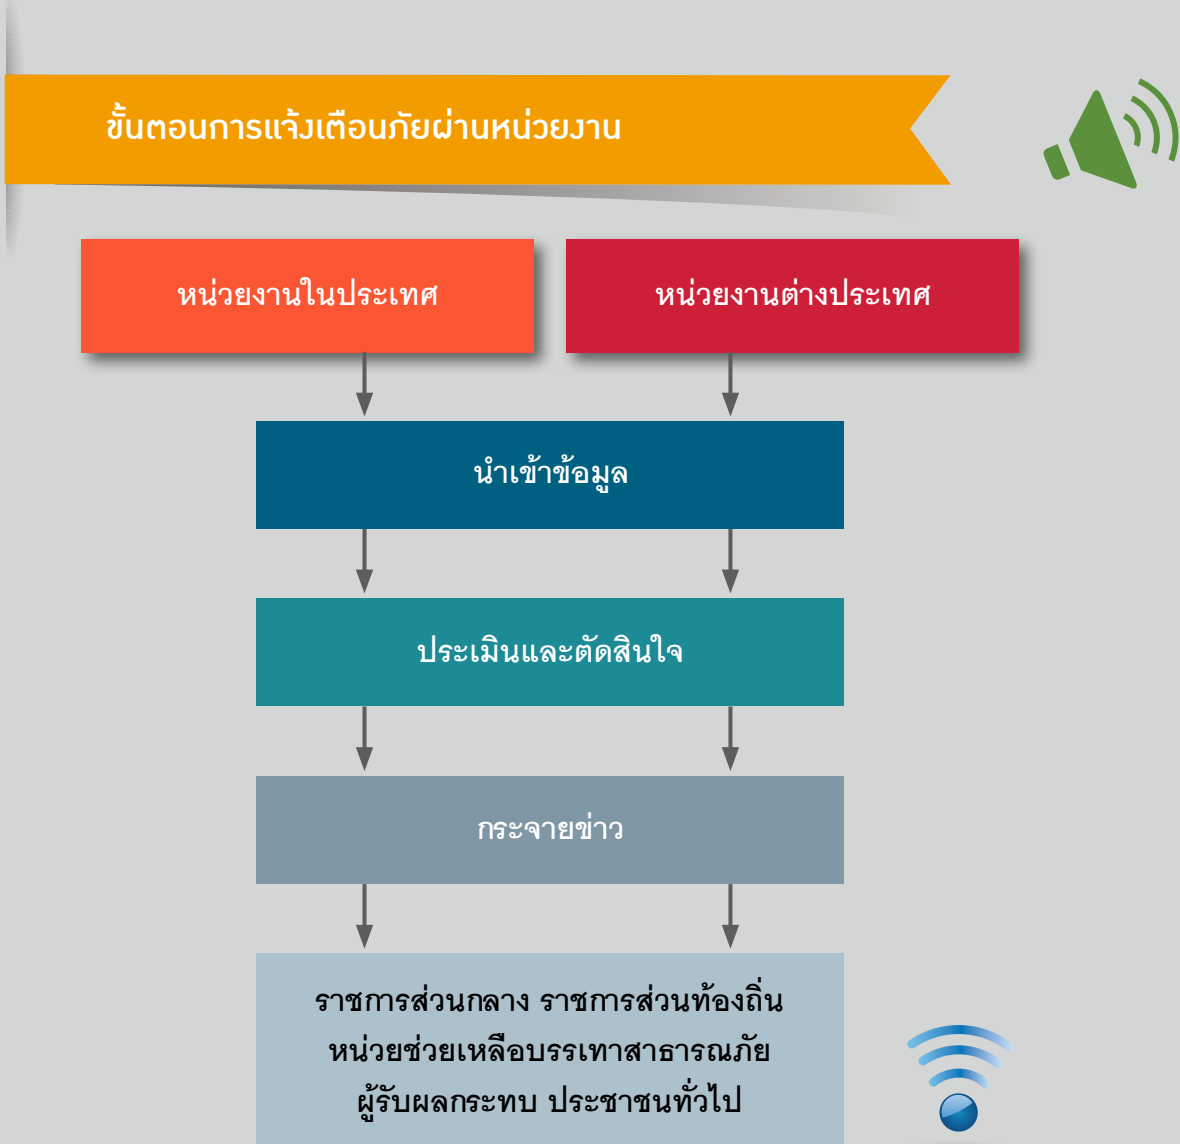 ขั้นตอนการแจ้งเตือนภัยผ่านหน่วยงาน
หน่วยงานในประเทศ
หน่วยงานต่างประเทศ
นำเข้าข้อมูล
ประเมินและตัดสินใจ
กระจายข่าว
ราชการส่วนกลาง ราชการส่วนท้องถิ่น
หน่วยช่วยเหลือบรรเทาสาธารณภัย
ผู้รับผลกระทบ ประชาชนทั่วไป